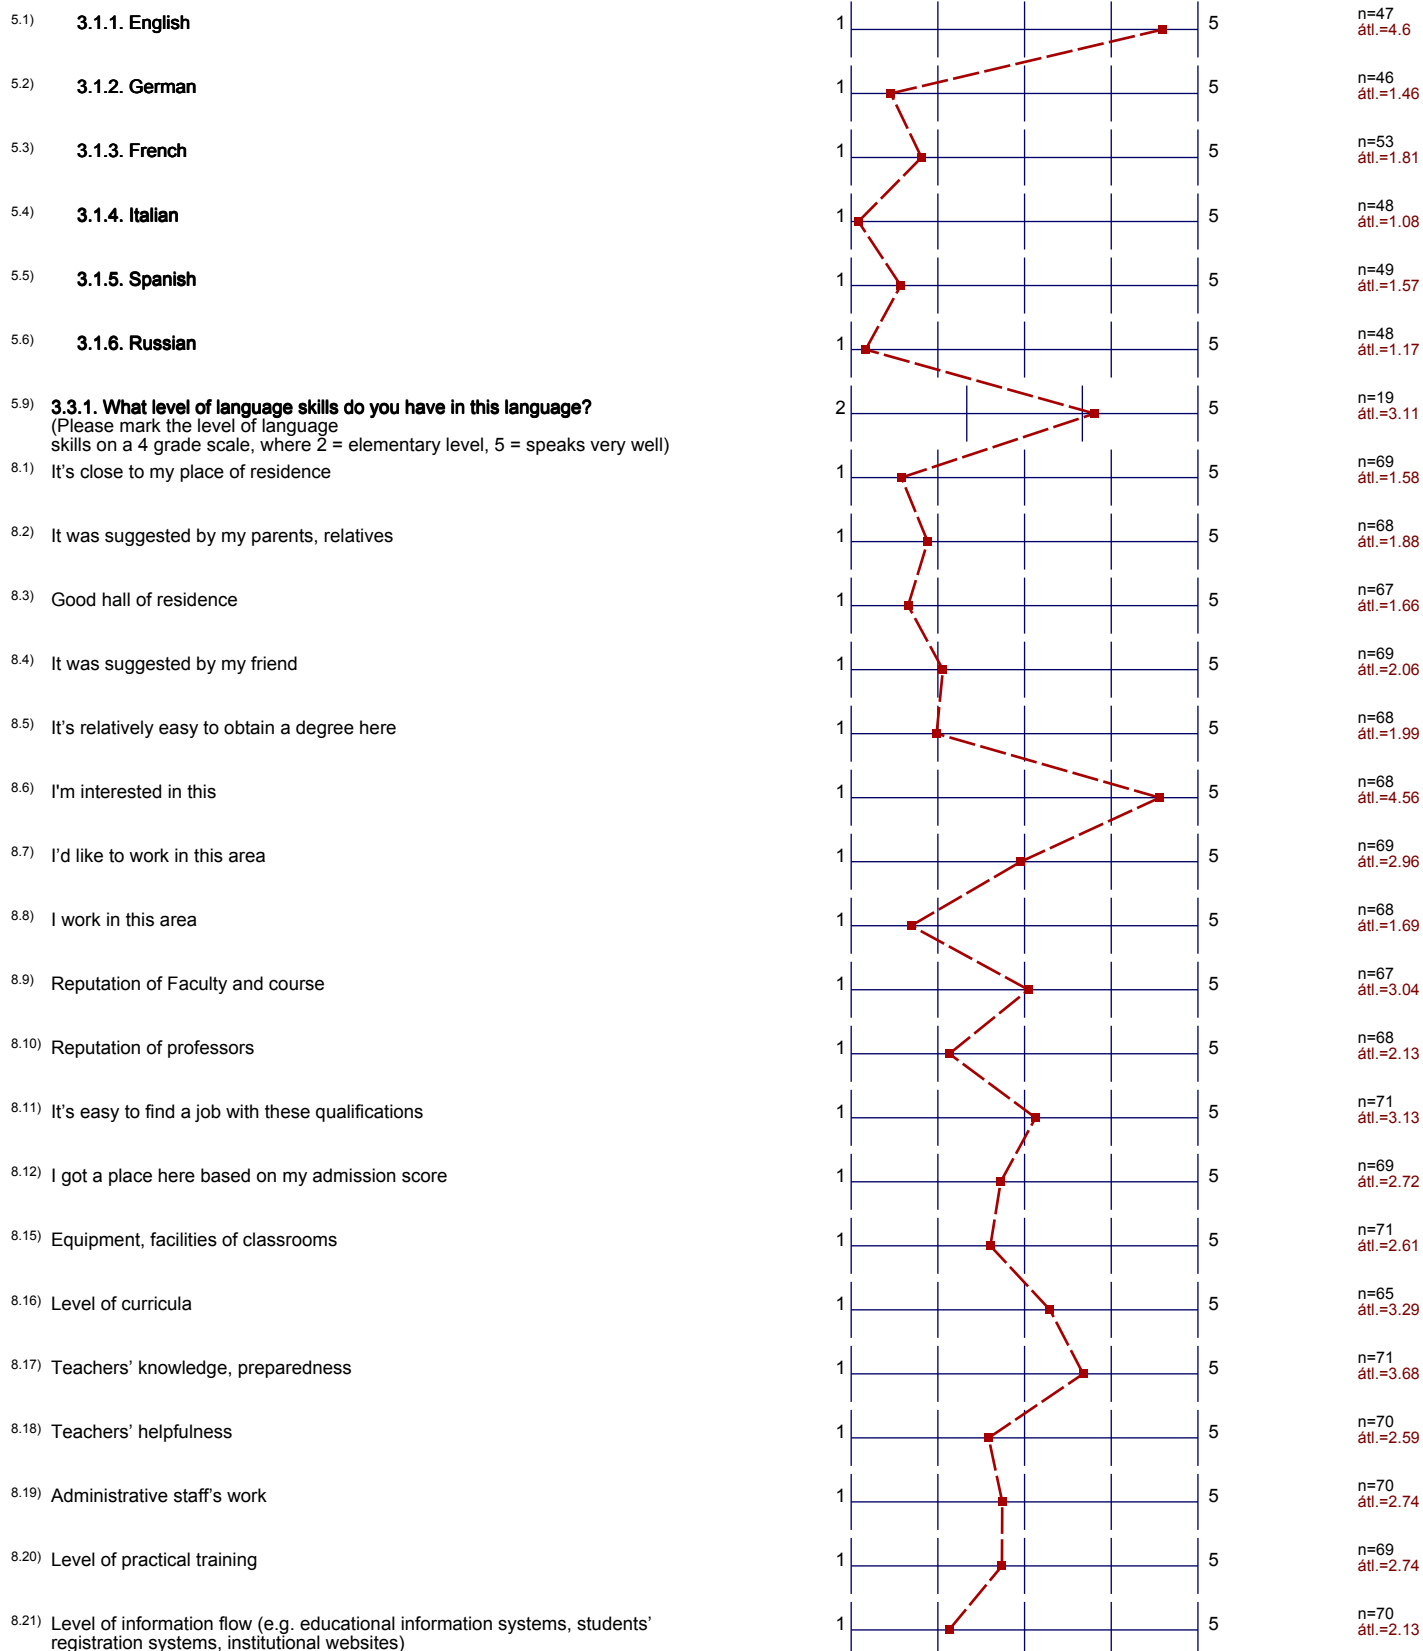 5.1) 3.1.1. English 1 5 n=47
átl.=4.6
5.2) 3.1.2. German 1 5 n=46
átl.=1.46
5.3) 3.1.3. French 1 5 n=53
átl.=1.81
5.4) 3.1.4. Italian 1 5 n=48
átl.=1.08
5.5) 3.1.5. Spanish 1 5 n=49
átl.=1.57
5.6) 3.1.6. Russian 1 5 n=48
átl.=1.17
5.9) 3.3.1. What level of language skills do you have in this language? 2 5 n=19
(Please mark the level of language átl.=3.11
skills on a 4 grade scale, where 2 = elementary level, 5 = speaks very well)
8.1) It's close to my place of residence 1 5 n=69
átl.=1.58
8.2) It was suggested by my parents, relatives 1 5 n=68
átl.=1.88
8.3) Good hall of residence 1 5 n=67
átl.=1.66
8.4) It was suggested by my friend 1 5 n=69
átl.=2.06
8.5) It's relatively easy to obtain a degree here 1 5 n=68
átl.=1.99
8.6) I'm interested in this 1 5 n=68
átl.=4.56
8.7) I'd like to work in this area 1 5 n=69
átl.=2.96
8.8) I work in this area 1 5 n=68
átl.=1.69
8.9) Reputation of Faculty and course 1 5 n=67
átl.=3.04
8.10) Reputation of professors 1 5 n=68
átl.=2.13
8.11) It's easy to find a job with these qualifications 1 5 n=71
átl.=3.13
8.12) I got a place here based on my admission score 1 5 n=69
átl.=2.72
8.15) Equipment, facilities of classrooms 1 5 n=71
átl.=2.61
8.16) Level of curricula 1 5 n=65
átl.=3.29
8.17) Teachers' knowledge, preparedness 1 5 n=71
átl.=3.68
8.18) Teachers' helpfulness 1 5 n=70
átl.=2.59
8.19) Administrative staff's work 1 5 n=70
átl.=2.74
8.20) Level of practical training 1 5 n=69
átl.=2.74
8.21) Level of information flow (e.g. educational information systems, students' 1 5 n=70
registration systems, institutional websites) átl.=2.13